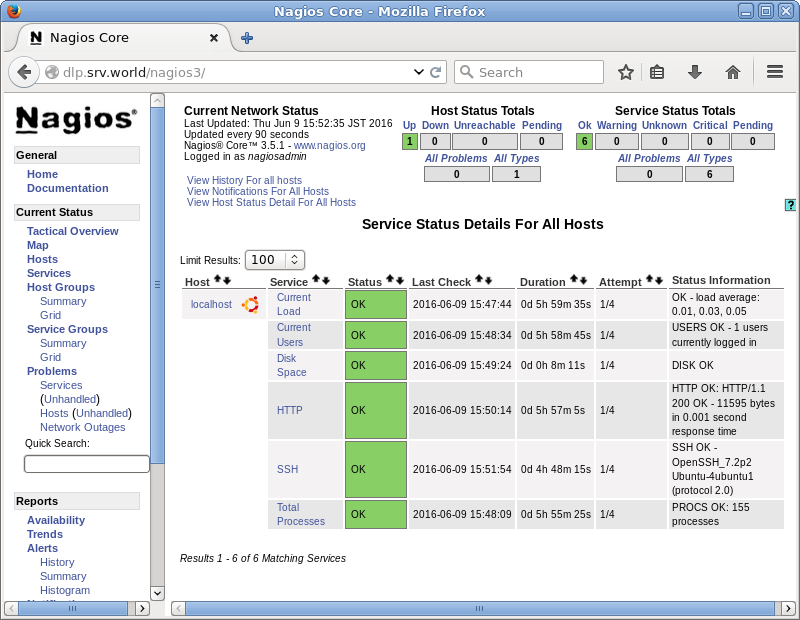 Nagios Core - Mozilla Firefox
Nagios Core
dlp.srv.world/nagios3/
Search
Nagios®
General
Home
Documentation
Current Status
Tactical Overview
Map
Hosts
Services
Host Groups
Summary
Grid
Service Groups
Summary
Grid
Problems
Services
(Unhandled)
Hosts (Unhandled)
Network Outages
Quick Search:
Reports
Availability
Trends
Alerts
History
Summary
Histogram
Current Network Status
Last Updated: Thu Jun 9 15:52:35 JST 2016
Updated every 90 seconds
Nagios® Core™ 3.5.1 - www.nagios.org
Logged in as nagiosadmin
View History For all hosts
View Notifications For All Hosts
View Host Status Detail For All Hosts
Host Status Totals
Up Down Unreachable Pending
1 0 0 0
All Problems All Types
0 1
Service Status Totals
Ok Warning Unknown Critical Pending
6 0 0 0 0
All Problems All Types
0 6
?
Service Status Details For All Hosts
Limit Results: 100
Host Service Status Last Check Duration Attempt Status Information
localhost Current Load OK 2016-06-09 15:47:44 0d 5h 59m 35s 1/4 OK - load average: 0.01, 0.03, 0.05
Current Users OK 2016-06-09 15:48:34 0d 5h 58m 45s 1/4 USERS OK - 1 users currently logged in
Disk Space OK 2016-06-09 15:49:24 0d 0h 8m 11s 1/4 DISK OK
HTTP OK 2016-06-09 15:50:14 0d 5h 57m 5s 1/4 HTTP OK: HTTP/1.1 200 OK - 11595 bytes in 0.001 second response time
SSH OK 2016-06-09 15:51:54 0d 4h 48m 15s 1/4 SSH OK - OpenSSH_7.2p2 Ubuntu-4ubuntu1 (protocol 2.0)
Total Processes OK 2016-06-09 15:48:09 0d 5h 55m 25s 1/4 PROCS OK: 155 processes
Results 1 - 6 of 6 Matching Services